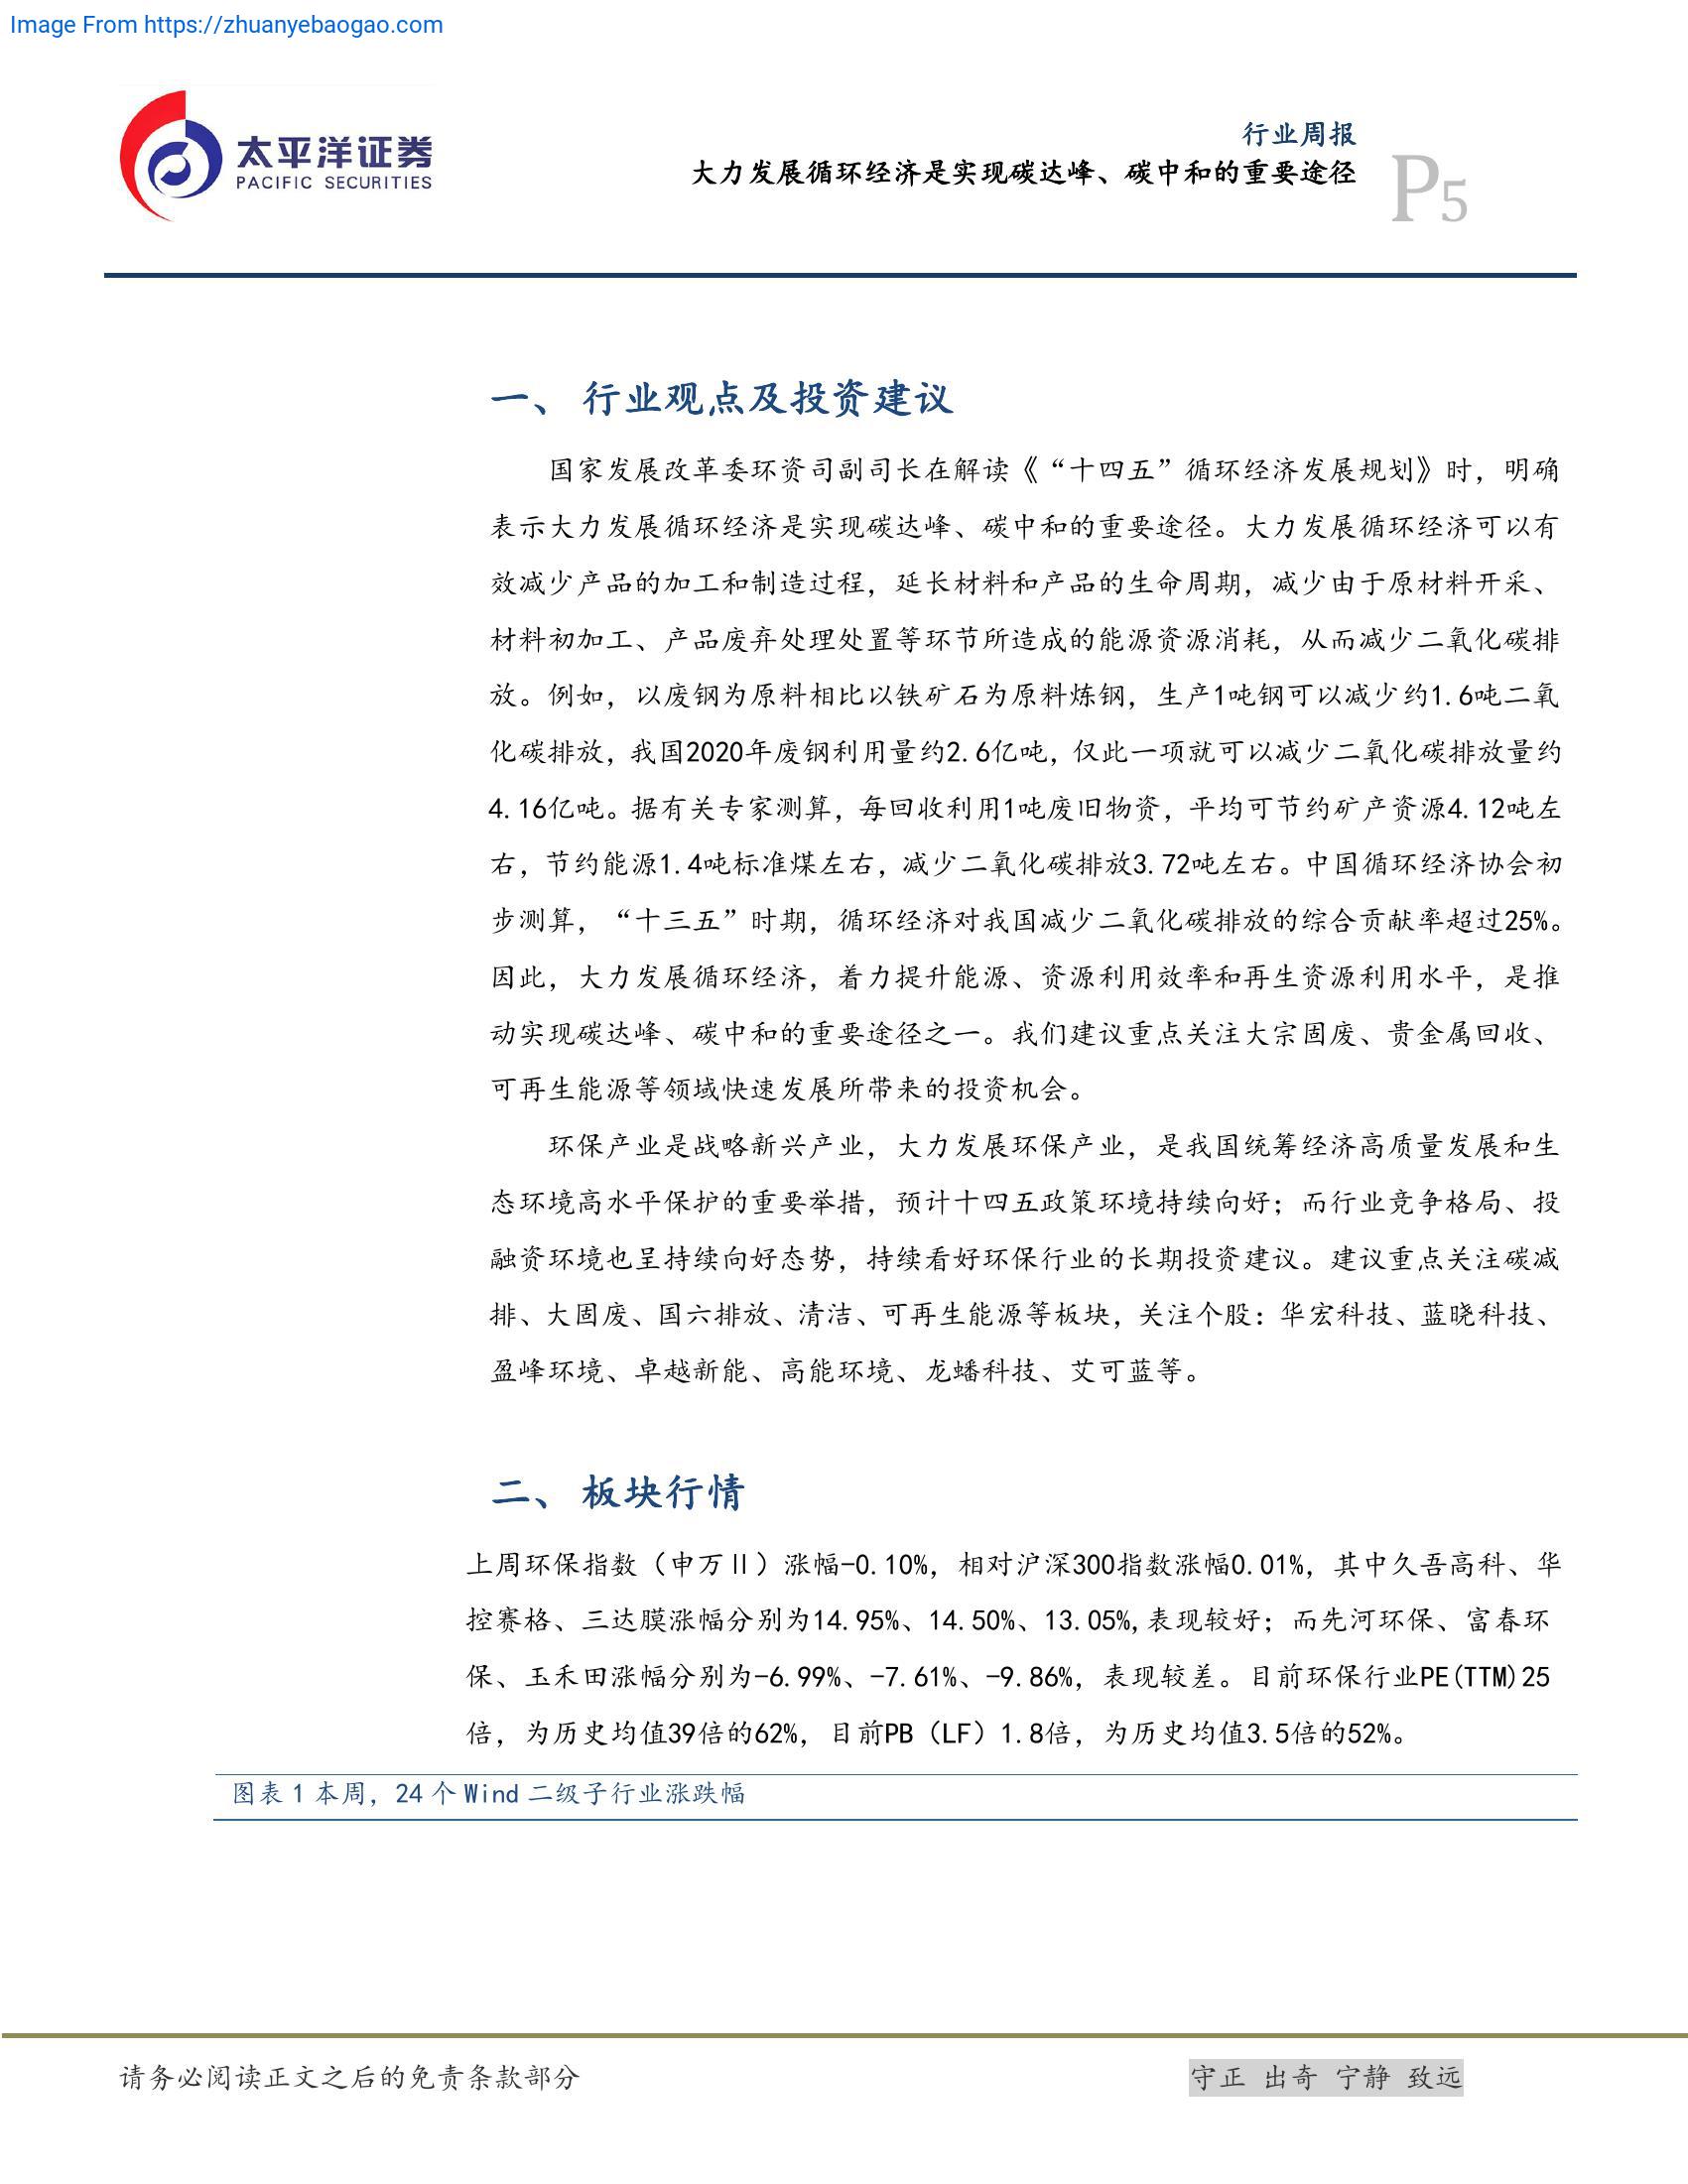 Image From https://zhuanyebaogao.com
太平洋证券
PACIFIC SECURITIES
行业周报
大力发展循环经济是实现碳达峰、碳中和的重要途径
P5
一、 行业观点及投资建议
国家发展改革委环资司副司长在解读《“十四五”循环经济发展规划》时，明确
表示大力发展循环经济是实现碳达峰、碳中和的重要途径。大力发展循环经济可以有
效减少产品的加工和制造过程，延长材料和产品的生命周期，减少由于原材料开采、
材料初加工、产品废弃处理处置等环节所造成的能源资源消耗，从而减少二氧化碳排
放。例如，以废钢为原料相比以铁矿石为原料炼钢，生产1吨钢可以减少约1.6吨二氧
化碳排放，我国2020年废钢利用量约2.6亿吨，仅此一项就可以减少二氧化碳排放量约
4.16亿吨。据有关专家测算，每回收利用1吨废旧物资，平均可节约矿产资源4.12吨左
右，节约能源1.4吨标准煤左右，减少二氧化碳排放3.72吨左右。中国循环经济协会初
步测算，“十三五”时期，循环经济对我国减少二氧化碳排放的综合贡献率超过25%。
因此，大力发展循环经济，着力提升能源、资源利用效率和再生资源利用水平，是推
动实现碳达峰、碳中和的重要途径之一。我们建议重点关注大宗固废、贵金属回收、
可再生能源等领域快速发展所带来的投资机会。
环保产业是战略新兴产业，大力发展环保产业，是我国统筹经济高质量发展和生
态环境高水平保护的重要举措，预计十四五政策环境持续向好；而行业竞争格局、投
融资环境也呈持续向好态势，持续看好环保行业的长期投资建议。建议重点关注碳减
排、大固废、国六排放、清洁、可再生能源等板块，关注个股：华宏科技、蓝晓科技、
盈峰环境、卓越新能、高能环境、龙蟠科技、艾可蓝等。
二、 板块行情
上周环保指数（申万Ⅱ）涨幅-0.10%，相对沪深300指数涨幅0.01%，其中久吾高科、华
控赛格、三达膜涨幅分别为14.95%、14.50%、13.05%,表现较好；而先河环保、富春环
保、玉禾田涨幅分别为-6.99%、-7.61%、-9.86%，表现较差。目前环保行业PE(TTM)25
倍，为历史均值39倍的62%，目前PB（LF）1.8倍，为历史均值3.5倍的52%。
图表 1 本周，24 个 Wind 二级子行业涨跌幅
请务必阅读正文之后的免责条款部分
守正 出奇 宁静 致远